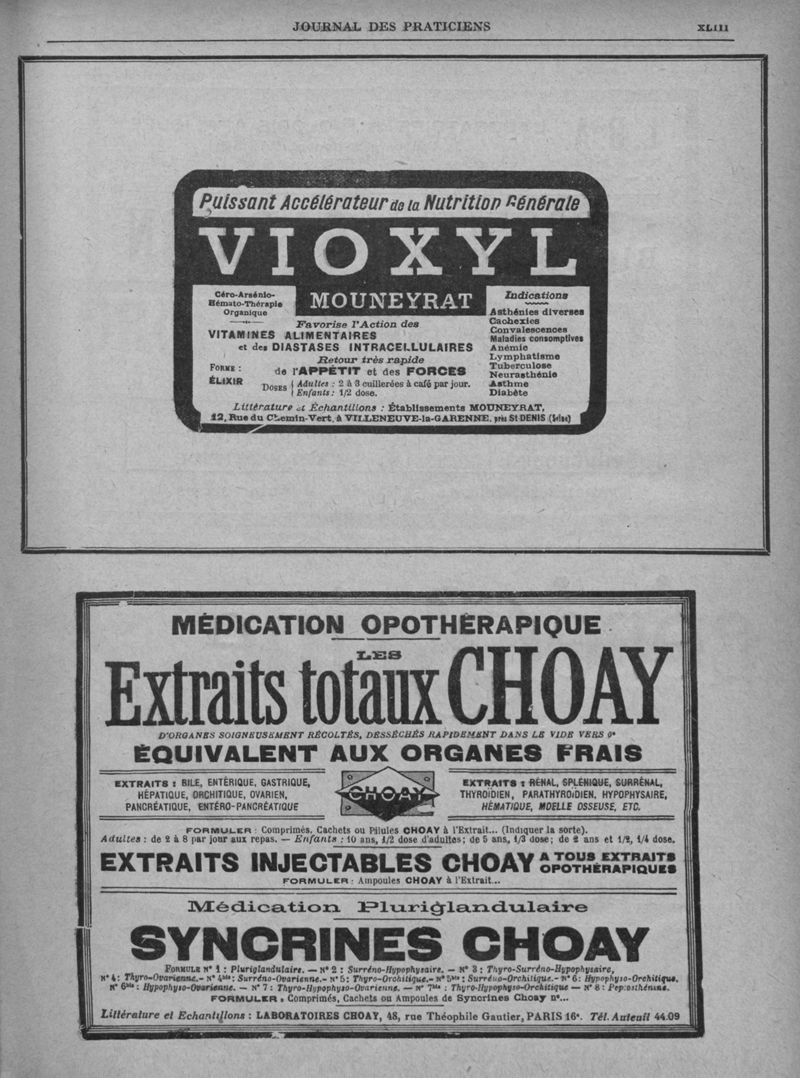 JOURNAL DES PRATICIENS
XLIII
Puissant Accélérateur de la Nutrition Générale
VIOXYL
MOUNEYRAT
Céro-Arsénio-
Hémato-Thérapie
Organique
Favorise l'Action des
VITAMINES ALIMENTAIRES
et des DIASTASES INTRACELLULAIRES
Retour très rapide
de l'APPÉTIT et des FORCES
FORME :
ÉLIXIR
DOSES
Adultes : 2 à 3 cuillerées à café par jour.
Enfants : 1/2 dose.
Indications
Asthénies diverses
Cachexies
Convalescences
Maladies consomptives
Anémie
Lymphatisme
Tuberculose
Neurasthénie
Asthme
Diabète
Littérature et Échantillons : Établissements MOUNEYRAT,
12, Rue du Chemin-Vert, à VILLENEUVE-la-GARENNE, près St DENIS (Seine)
MÉDICATION OPOTHÉRAPIQUE
LES
Extraits totaux CHOAY
D'ORGANES SOIGNEUSEMENT RÉCOLTÉS, DESSÉCHÉS RAPIDEMENT DANS LE VIDE VERS 0°
ÉQUIVALENT AUX ORGANES FRAIS
EXTRAITS : BILE, ENTÉRIQUE, GASTRIQUE,
HÉPATIQUE, ORCHITIQUE, OVARIEN,
PANCRÉATIQUE, ENTÉRO-PANCRÉATIQUE
CHOAY
EXTRAITS : RÉNAL, SPLÉNIQUE, SURRÉNAL,
THYROÏDIEN, PARATHYROÏDIEN, HYPOPHYSAIRE,
HÉMATIQUE, MOELLE OSSEUSE, ETC.
FORMULER : Comprimés, Cachets ou Pilules CHOAY à l'Extrait... (Indiquer la sorte).
Adultes : de 2 à 8 par jour aux repas. — Enfants : 10 ans, 1/2 dose d'adultes; de 5 ans, 1/3 dose; de 2 ans et 1/2, 1/4 dose.
EXTRAITS INJECTABLES CHOAY A TOUS EXTRAITS OPOTHÉRAPIQUES
FORMULER : Ampoules CHOAY à l'Extrait...
Médication Pluriglandulaire
SYNCRINES CHOAY
FORMULE N° 1 : Pluriglandulaire. — N° 2 : Surréno-Hypophysaire. — N° 3 : Thyro-Surréno-Hypophysaire,
N° 4 : Thyro-Ovarienne.- N° 4bis : Surréno-Ovarienne.- N° 5 : Thyro-Orchitique.- N° 5bis : Surréno-Orchitique.- N° 6 : Hypophyso-Orchitique.
N° 6bis : Hypophyso-Ovarienne. — N° 7 : Thyro-Hypophyso-Ovarienne. — N° 7bis : Thyro-Hypophyso-Orchitique — N° 8 : Peptosthénine.
FORMULER : Comprimés, Cachets ou Ampoules de Syncrines Choay n°...
Littérature et Echantillons : LABORATOIRES CHOAY, 48, rue Théophile Gautier, PARIS 16e. Tél. Auteuil 44.09